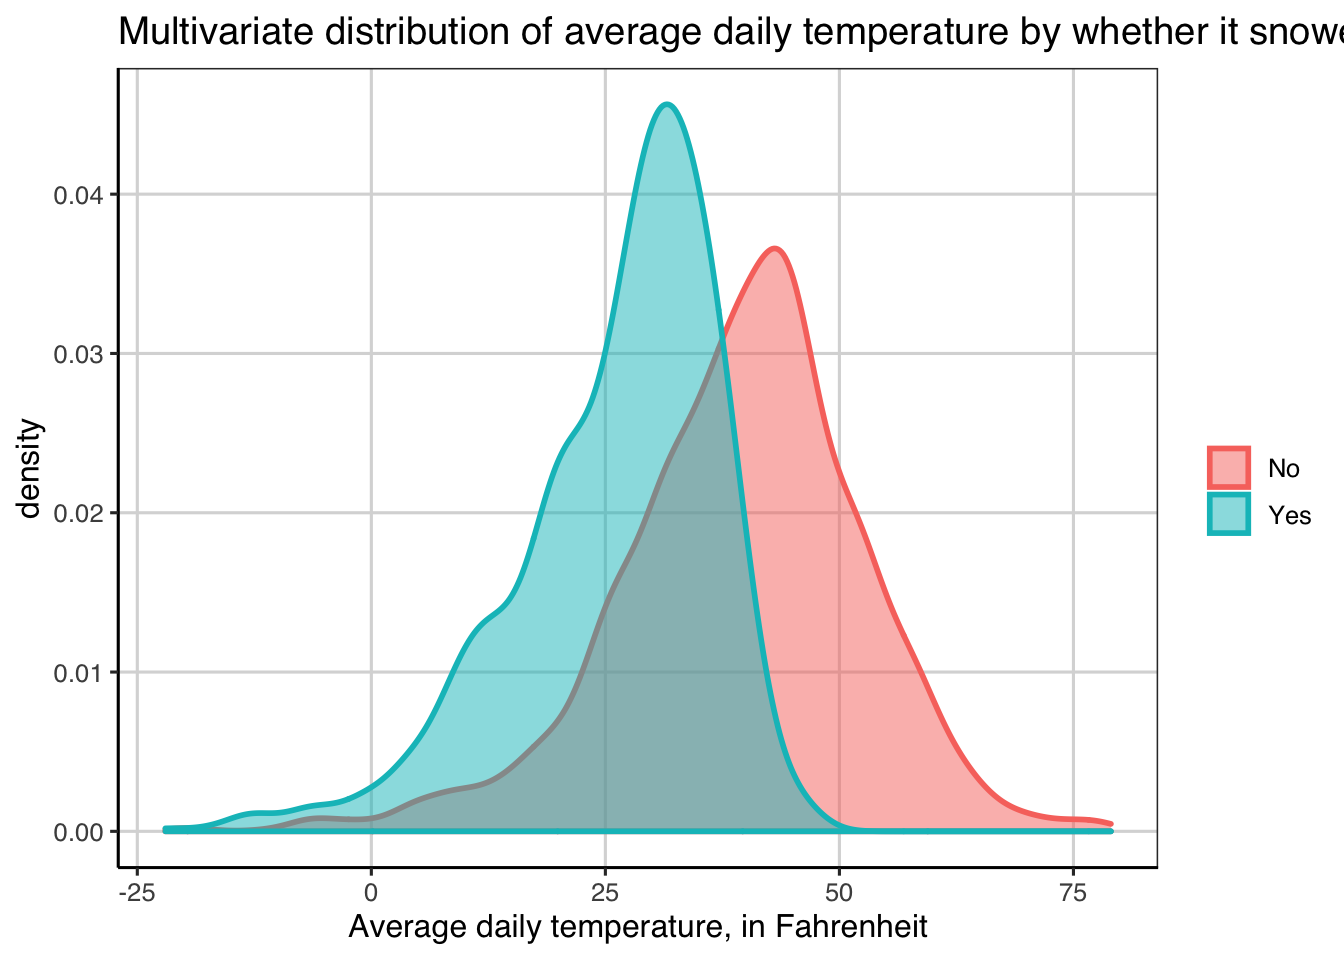 Multivariate distribution of average daily temperature by whether it snowe
0.04
0.03
0.02
0.01
0.00
density
-25 0 25 50 75
Average daily temperature, in Fahrenheit
No
Yes